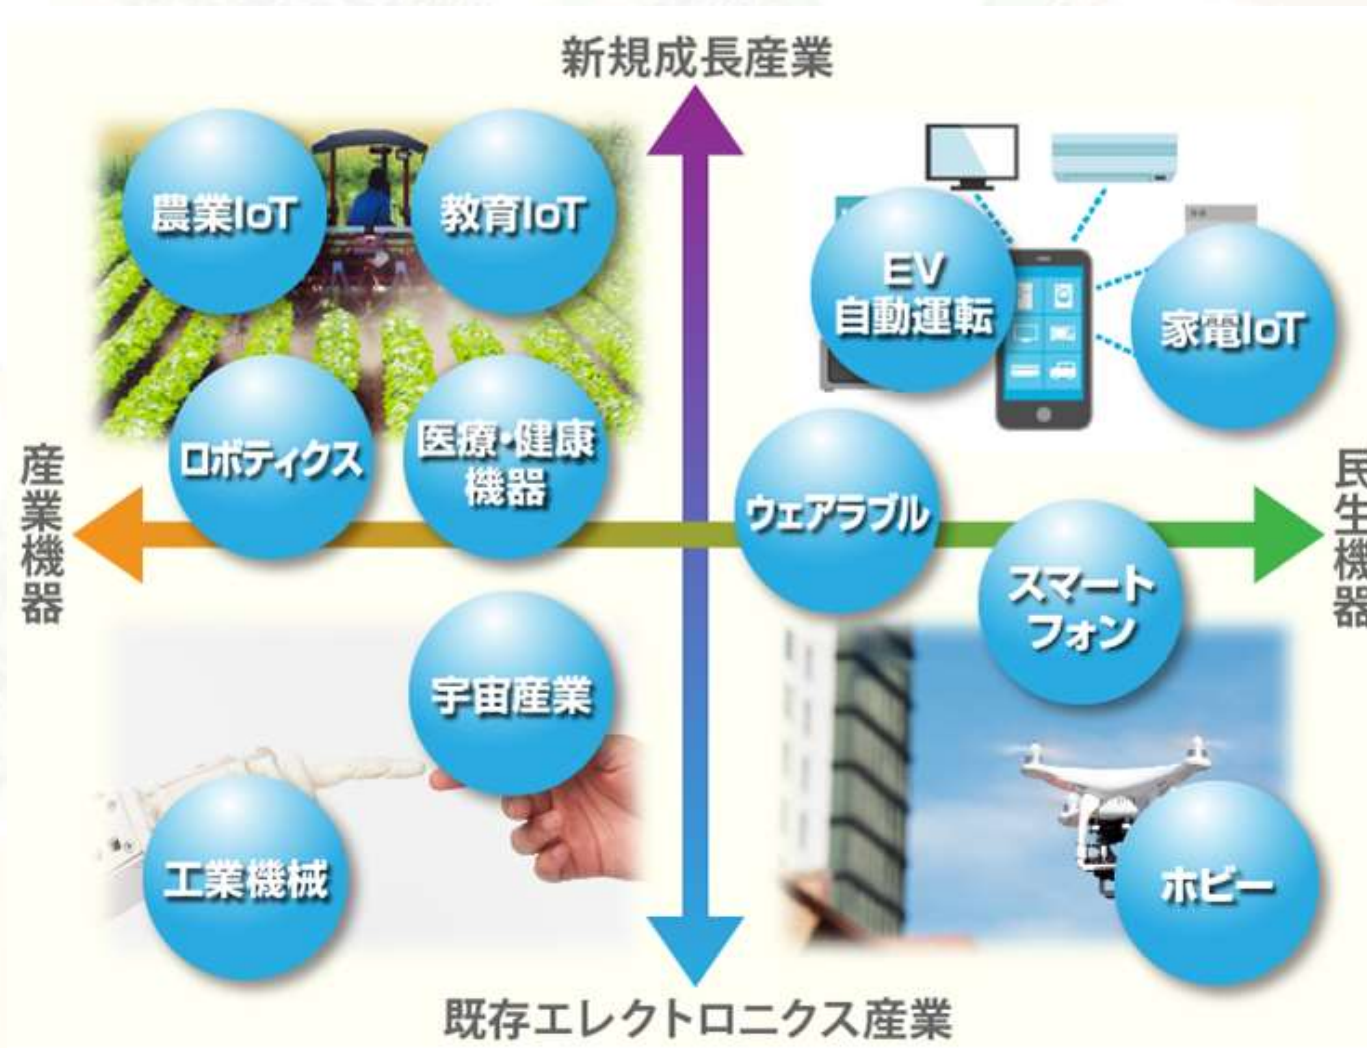 新規成長産業
農業IoT
教育IoT
EV
自動運転
家電IoT
ロボティクス
医療・健康
機器
ウェアラブル
産業機器
民生機器
スマート
フォン
宇宙産業
工業機械
ホビー
既存エレクトロニクス産業